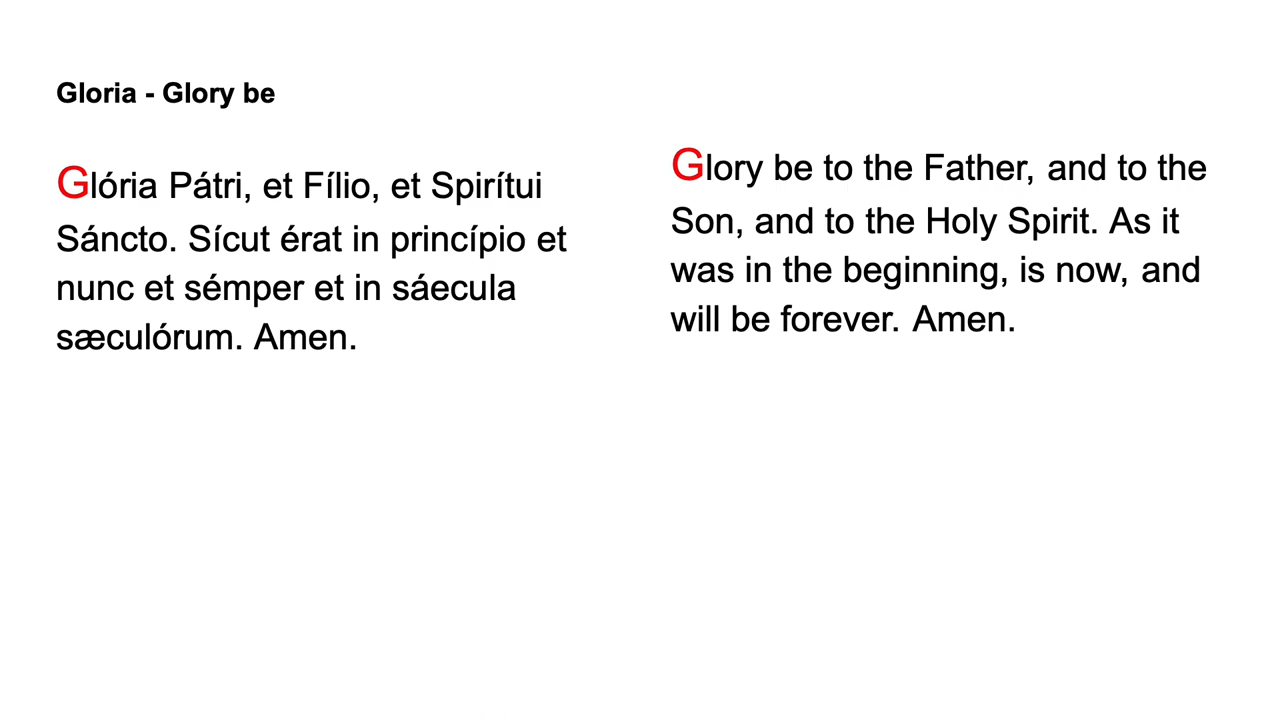 Gloria - Glory be
Glória Pátri, et Fílio, et Spirítui
Sáncto. Sícut érat in princípio et
nunc et sémper et in sáecula
sæculórum. Amen.
Glory be to the Father, and to the
Son, and to the Holy Spirit. As it
was in the beginning, is now, and
will be forever. Amen.